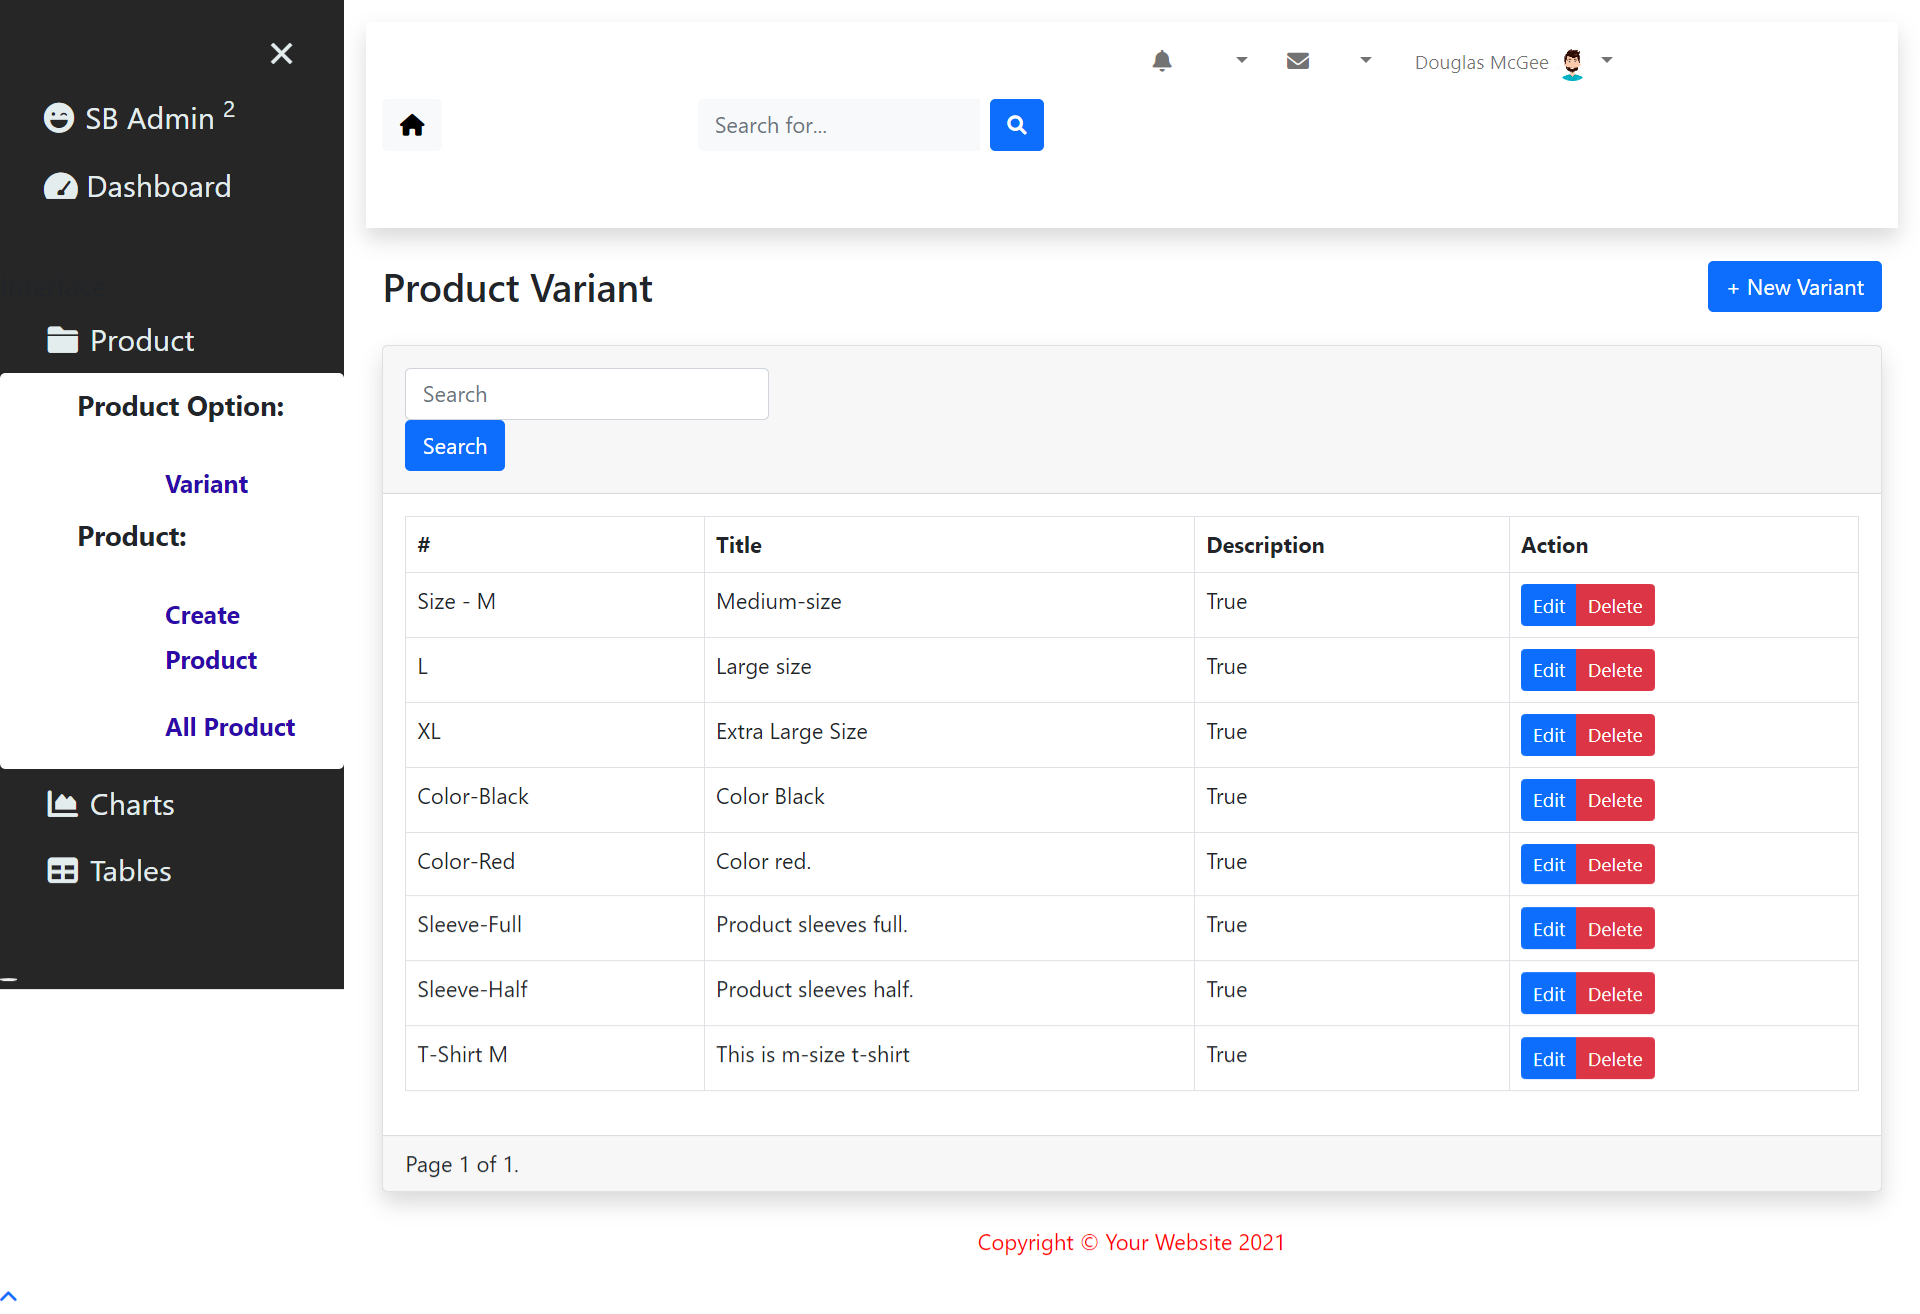 SB Admin 2
Dashboard
Product
Product Option:
Variant
Product:
Create
Product
All Product
Charts
Tables
Douglas McGee
Search for...
Product Variant
+ New Variant
Search
Search
# Title Description Action
Size - M Medium-size True Edit Delete
L Large size True Edit Delete
XL Extra Large Size True Edit Delete
Color-Black Color Black True Edit Delete
Color-Red Color red. True Edit Delete
Sleeve-Full Product sleeves full. True Edit Delete
Sleeve-Half Product sleeves half. True Edit Delete
T-Shirt M This is m-size t-shirt True Edit Delete
Page 1 of 1.
Copyright © Your Website 2021